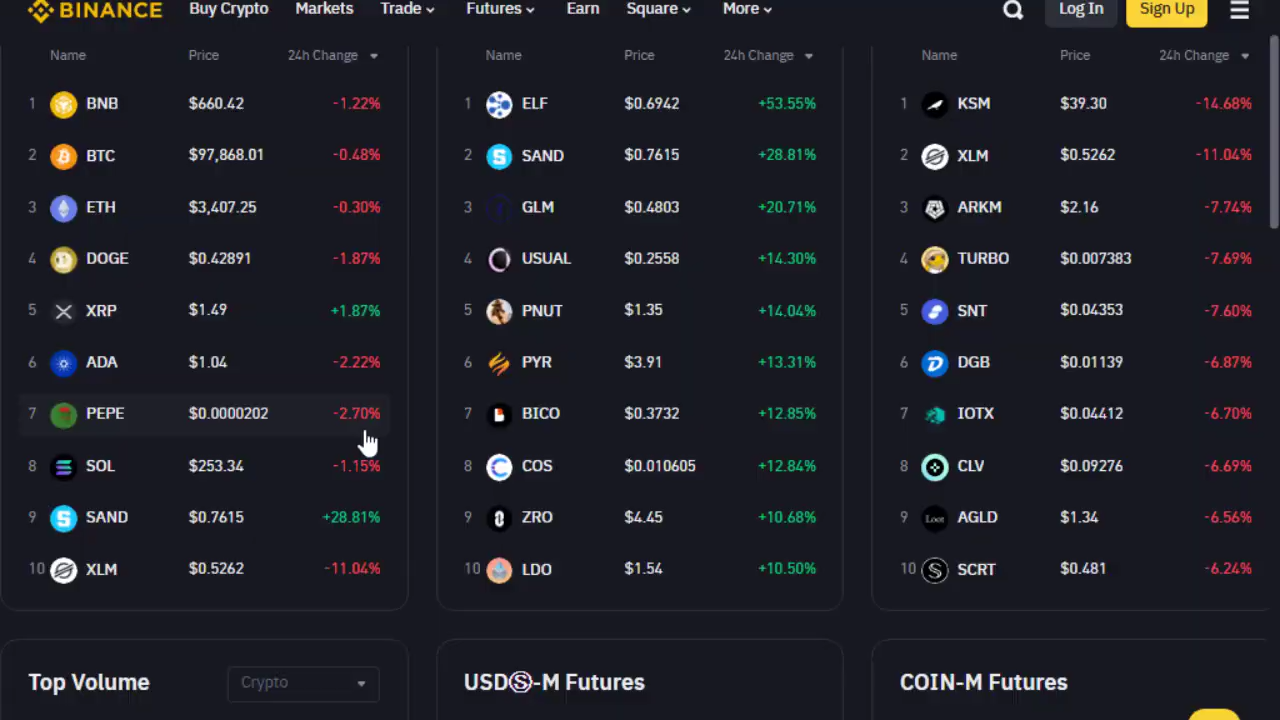 BINANCE Buy Crypto Markets Trade Futures Earn Square More Log In Sign Up
Name Price 24h Change
1 BNB $660.42 -1.22%
2 BTC $97,868.01 -0.48%
3 ETH $3,407.25 -0.30%
4 DOGE $0.42891 -1.87%
5 XRP $1.49 +1.87%
6 ADA $1.04 -2.22%
7 PEPE $0.0000202 -2.70%
8 SOL $253.34 -1.15%
9 SAND $0.7615 +28.81%
10 XLM $0.5262 -11.04%
Name Price 24h Change
1 ELF $0.6942 +53.55%
2 SAND $0.7615 +28.81%
3 GLM $0.4803 +20.71%
4 USUAL $0.2558 +14.30%
5 PNUT $1.35 +14.04%
6 PYR $3.91 +13.31%
7 BICO $0.3732 +12.85%
8 COS $0.010605 +12.84%
9 ZRO $4.45 +10.68%
10 LDO $1.54 +10.50%
Name Price 24h Change
1 KSM $39.30 -14.68%
2 XLM $0.5262 -11.04%
3 ARKM $2.16 -7.74%
4 TURBO $0.007383 -7.69%
5 SNT $0.04353 -7.60%
6 DGB $0.01139 -6.87%
7 IOTX $0.04412 -6.70%
8 CLV $0.09276 -6.69%
9 Loot AGLD $1.34 -6.56%
10 SCRT $0.481 -6.24%
Top Volume Crypto
USDⓈ-M Futures
COIN-M Futures